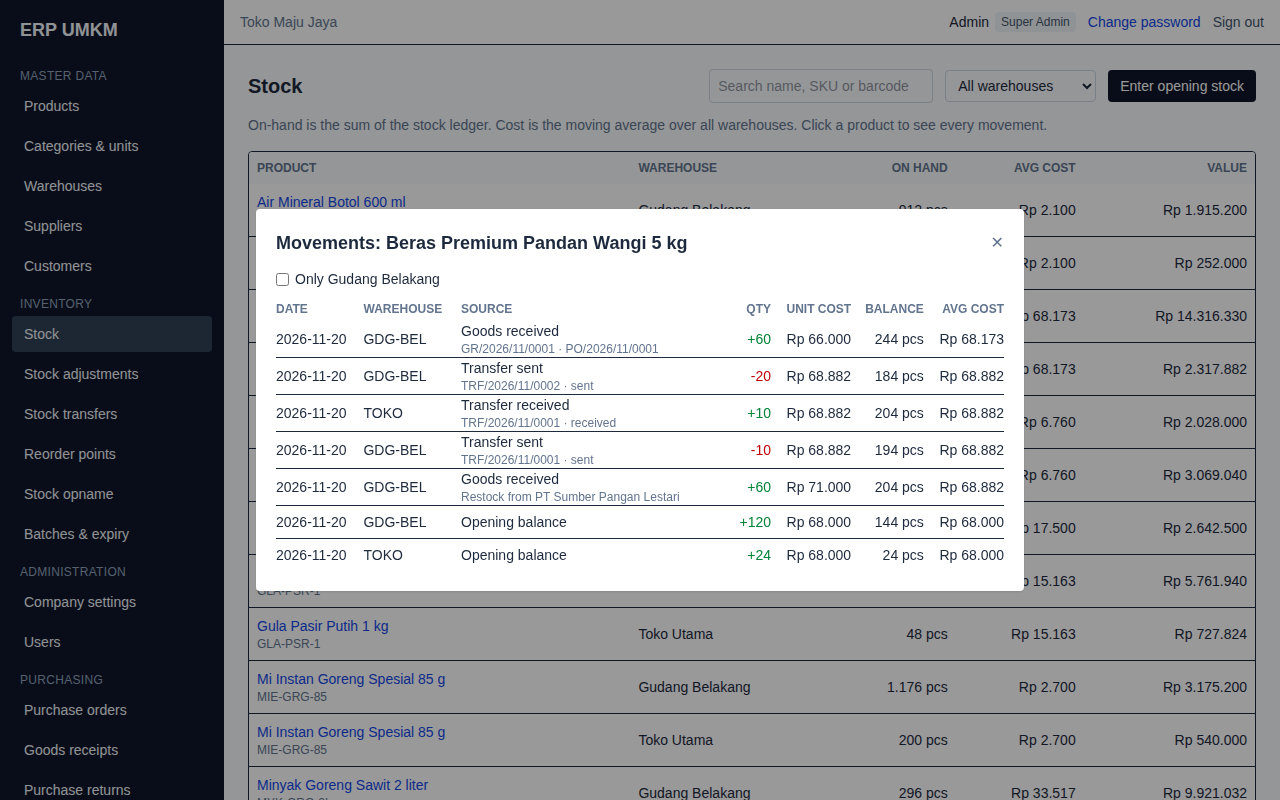 ERP UMKM
MASTER DATA
Products
Categories & units
Warehouses
Suppliers
Customers
INVENTORY
Stock
Stock adjustments
Stock transfers
Reorder points
Stock opname
Batches & expiry
ADMINISTRATION
Company settings
Users
PURCHASING
Purchase orders
Goods receipts
Purchase returns
Toko Maju Jaya
Admin Super Admin Change password Sign out
Stock
Search name, SKU or barcode All warehouses Enter opening stock
On-hand is the sum of the stock ledger. Cost is the moving average over all warehouses. Click a product to see every movement.
PRODUCT WAREHOUSE ON HAND AVG COST VALUE
Air Mineral Botol 600 ml
Gudang Belakang 912 pcs Rp 2.100 Rp 1.915.200
Rp 2.100 Rp 252.000
68.173 Rp 14.316.330
68.173 Rp 2.317.882
6.760 Rp 2.028.000
6.760 Rp 3.069.040
17.500 Rp 2.642.500
15.163 Rp 5.761.940
GLA-PSR-1
Movements: Beras Premium Pandan Wangi 5 kg ✕
Only Gudang Belakang
DATE WAREHOUSE SOURCE QTY UNIT COST BALANCE AVG COST
2026-11-20 GDG-BEL Goods received +60 Rp 66.000 244 pcs Rp 68.173
GR/2026/11/0001 · PO/2026/11/0001
2026-11-20 GDG-BEL Transfer sent -20 Rp 68.882 184 pcs Rp 68.882
TRF/2026/11/0002 · sent
2026-11-20 TOKO Transfer received +10 Rp 68.882 204 pcs Rp 68.882
TRF/2026/11/0001 · received
2026-11-20 GDG-BEL Transfer sent -10 Rp 68.882 194 pcs Rp 68.882
TRF/2026/11/0001 · sent
2026-11-20 GDG-BEL Goods received +60 Rp 71.000 204 pcs Rp 68.882
Restock from PT Sumber Pangan Lestari
2026-11-20 GDG-BEL Opening balance +120 Rp 68.000 144 pcs Rp 68.000
2026-11-20 TOKO Opening balance +24 Rp 68.000 24 pcs Rp 68.000
Gula Pasir Putih 1 kg
GLA-PSR-1
Toko Utama 48 pcs Rp 15.163 Rp 727.824
Mi Instan Goreng Spesial 85 g
MIE-GRG-85
Gudang Belakang 1.176 pcs Rp 2.700 Rp 3.175.200
Mi Instan Goreng Spesial 85 g
MIE-GRG-85
Toko Utama 200 pcs Rp 2.700 Rp 540.000
Minyak Goreng Sawit 2 liter
Gudang Belakang 296 pcs Rp 33.517 Rp 9.921.032